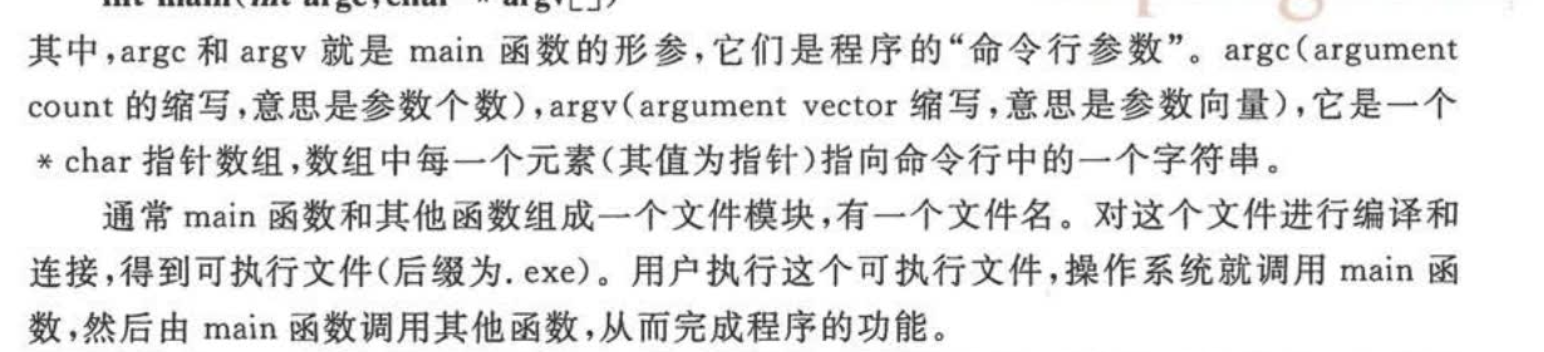 int main(int argc,char * argv[])
其中,argc 和 argv 就是 main 函数的形参,它们是程序的“命令行参数”。argc(argument
count 的缩写,意思是参数个数),argv(argument vector 缩写,意思是参数向量),它是一个
* char 指针数组,数组中每一个元素(其值为指针)指向命令行中的一个字符串。
通常 main 函数和其他函数组成一个文件模块,有一个文件名。对这个文件进行编译和
连接,得到可执行文件(后缀为. exe)。用户执行这个可执行文件,操作系统就调用 main 函
数,然后由 main 函数调用其他函数,从而完成程序的功能。